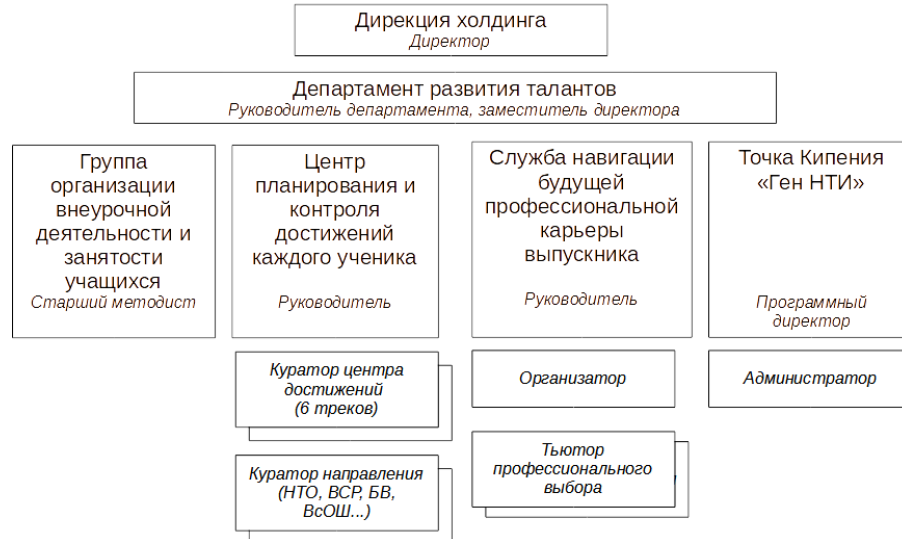 Дирекция холдинга
Директор
Департамент развития талантов
Руководитель департамента, заместитель директора
Группа
организации
внеурочной
деятельности и
занятости
учащихся
Старший методист
Центр
планирования и
контроля
достижений
каждого ученика
Руководитель
Служба навигации
будущей
профессиональной
карьеры
выпускника
Руководитель
Точка Кипения
«Ген НТИ»
Программный
директор
Куратор центра
достижений
(6 треков)
Организатор
Администратор
Куратор направления
(НТО, ВСР, БВ,
ВсОШ...)
Тьютор
профессионального
выбора